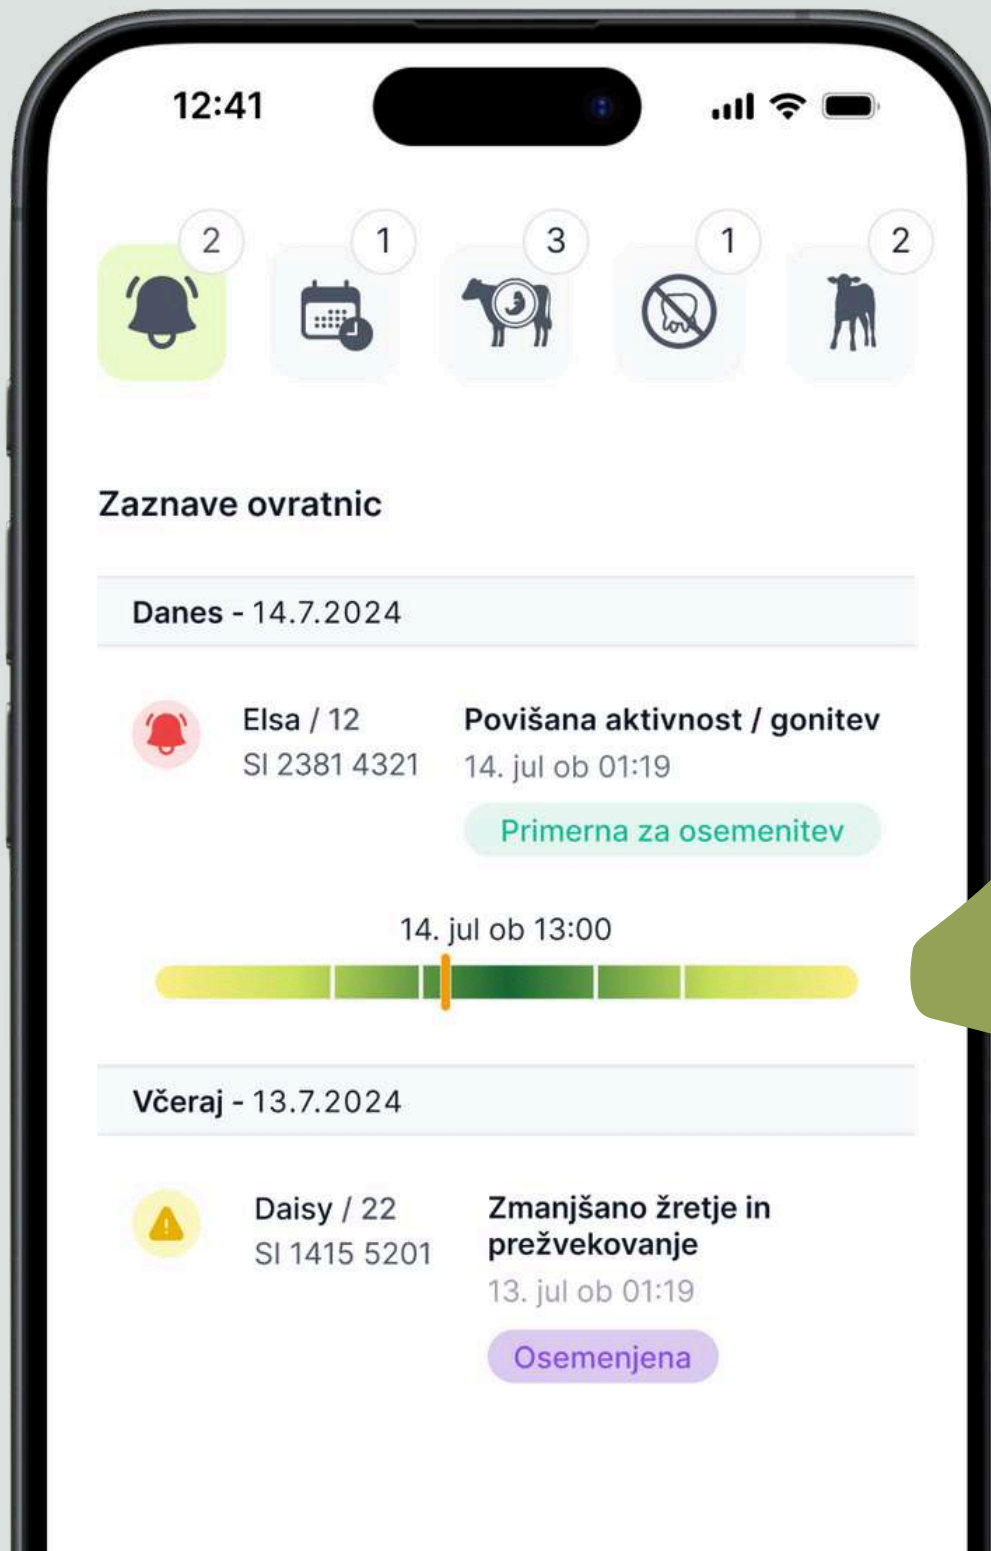 12:41
2 1 3 1 2
Zaznave ovratnic
Danes - 14.7.2024
Elsa / 12
SI 2381 4321
Povišana aktivnost / gonitev
14. jul ob 01:19
Primerna za osemenitev
14. jul ob 13:00
Včeraj - 13.7.2024
Daisy / 22
SI 1415 5201
Zmanjšano žretje in
prežvekovanje
13. jul ob 01:19
Osemenjena